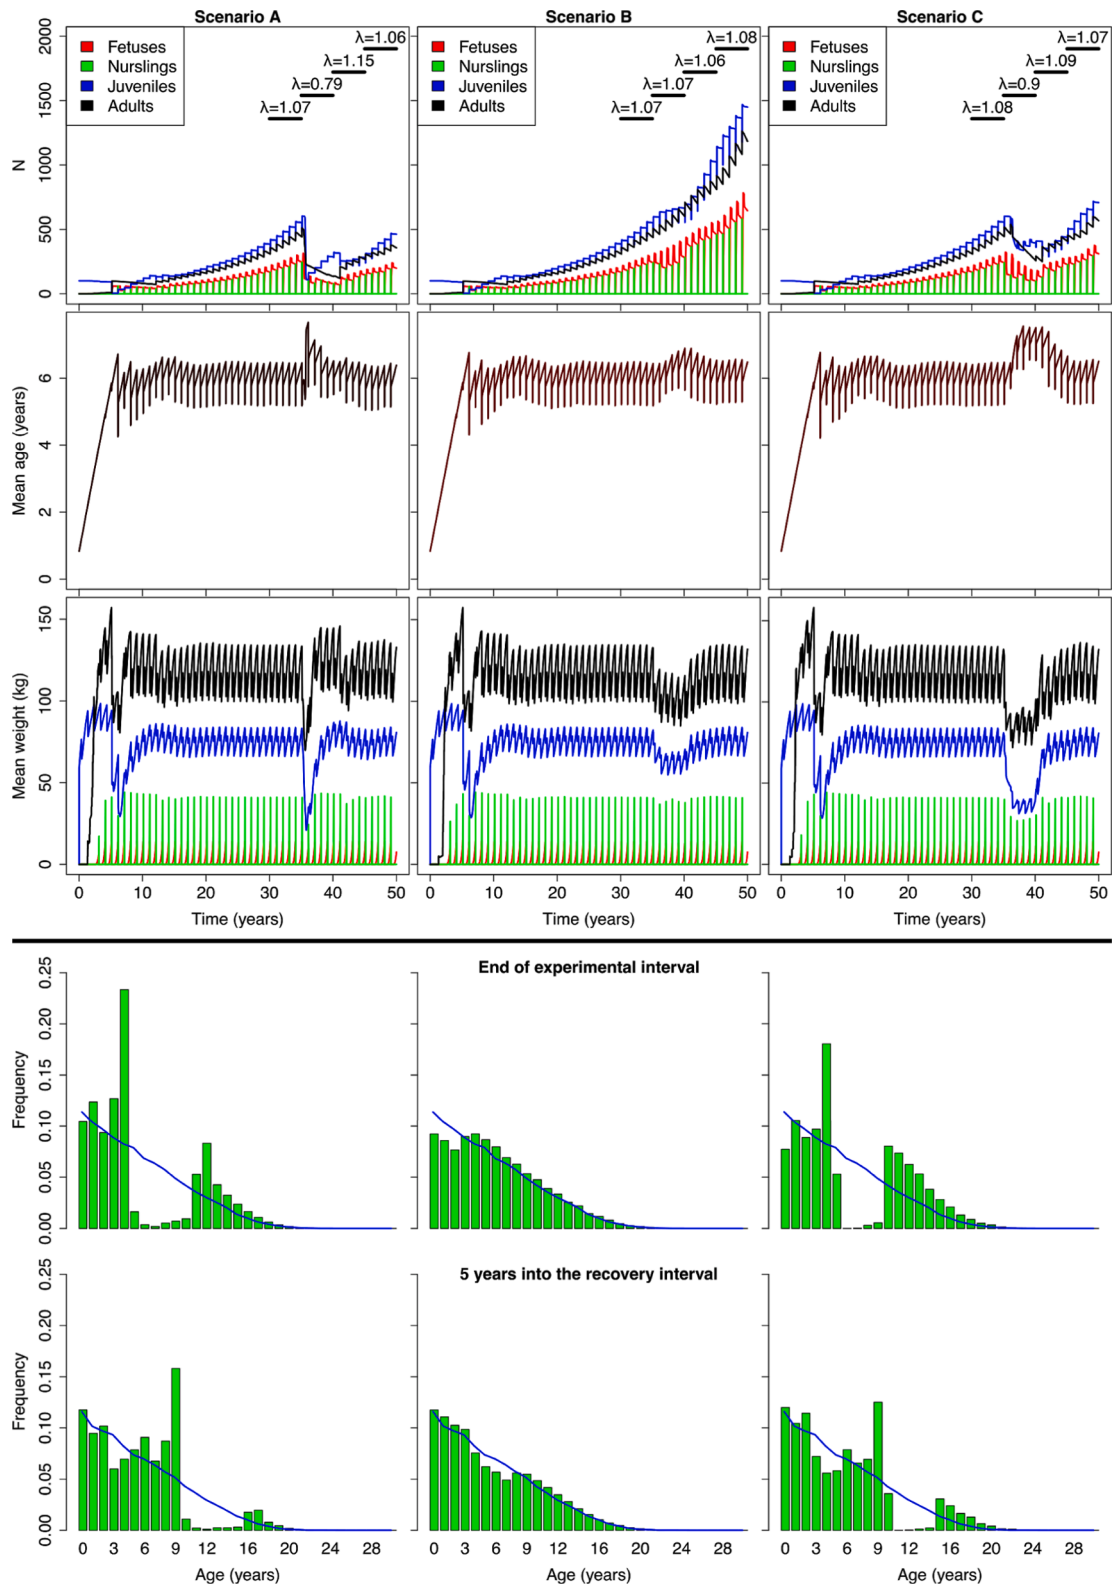 Scenario A
Scenario B
Scenario C
N
2000
1500
1000
500
0
Fetuses
Nurslings
Juveniles
Adults
λ=1.07
λ=0.79
λ=1.15
λ=1.06
Fetuses
Nurslings
Juveniles
Adults
λ=1.07
λ=1.07
λ=1.06
λ=1.08
Fetuses
Nurslings
Juveniles
Adults
λ=1.08
λ=0.9
λ=1.09
λ=1.07
Mean age (years)
6
4
2
0
Mean weight (kg)
150
100
50
0
0 10 20 30 40 50
0 10 20 30 40 50
0 10 20 30 40 50
Time (years)
Time (years)
Time (years)
End of experimental interval
Frequency
0.25
0.20
0.15
0.10
0.05
0.00
5 years into the recovery interval
Frequency
0.25
0.20
0.15
0.10
0.05
0.00
0 3 6 9 12 16 20 24 28
0 3 6 9 12 16 20 24 28
0 3 6 9 12 16 20 24 28
Age (years)
Age (years)
Age (years)